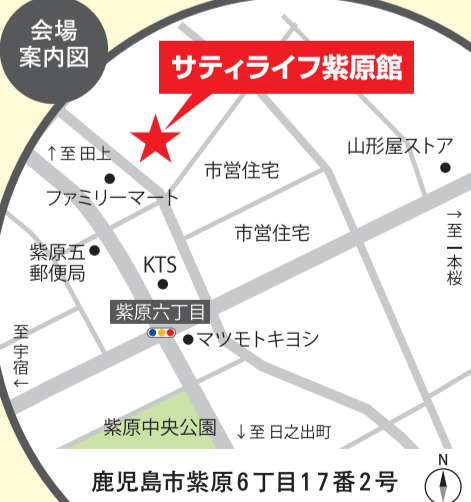 会場
案内図
サティライフ紫原館
↑至 田上
ファミリーマート
市営住宅
山形屋ストア
市営住宅
→至一本桜
紫原五
郵便局
KTS
紫原六丁目
マツモトキヨシ
至宇宿←
紫原中央公園
↓至 日之出町
鹿児島市紫原6丁目17番2号
N